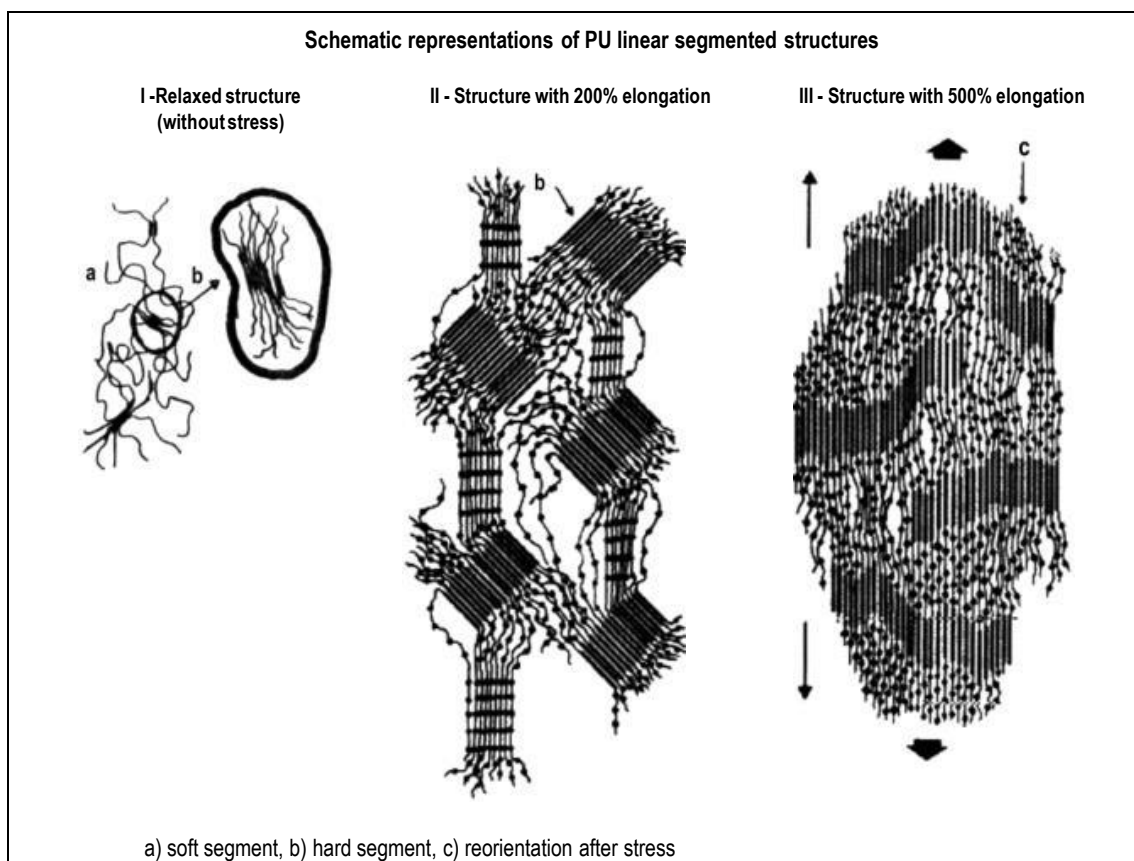 Schematic representations of PU linear segmented structures
I -Relaxed structure
(without stress)
II - Structure with 200% elongation
III - Structure with 500% elongation
a
b
b
c
a) soft segment, b) hard segment, c) reorientation after stress